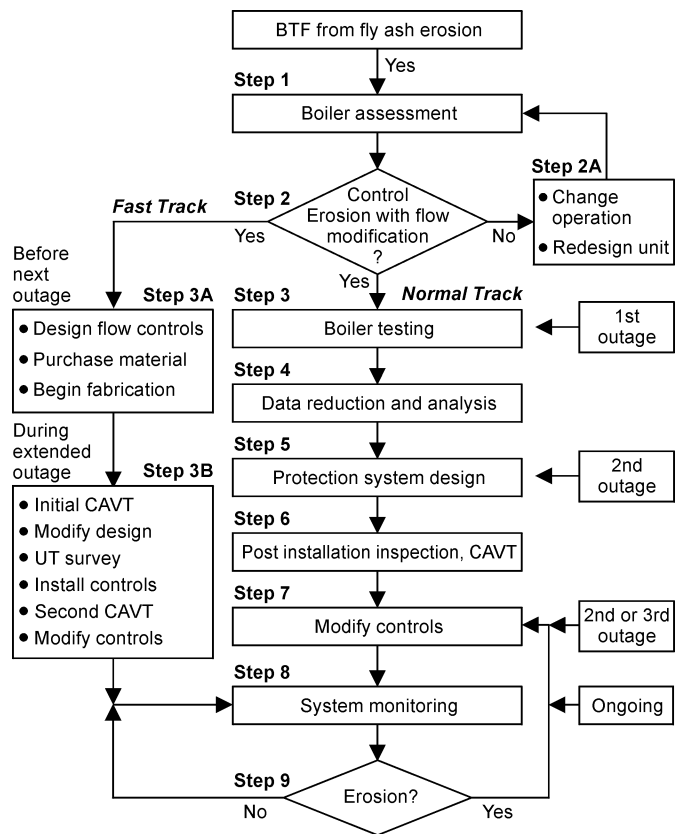 BTF from fly ash erosion
Yes
Step 1
Boiler assessment
Step 2A
● Change
operation
● Redesign unit
Step 2
Control
Erosion with flow
modification
?
Fast Track
Yes
No
Yes
Before
next
outage
Step 3A
● Design flow controls
● Purchase material
● Begin fabrication
Step 3
Normal Track
Boiler testing
1st
outage
Step 4
Data reduction and analysis
During
extended
outage
Step 3B
● Initial CAVT
● Modify design
● UT survey
● Install controls
● Second CAVT
● Modify controls
Step 5
Protection system design
2nd
outage
Step 6
Post installation inspection, CAVT
Step 7
Modify controls
2nd or 3rd
outage
Step 8
System monitoring
Ongoing
Step 9
Erosion?
No
Yes